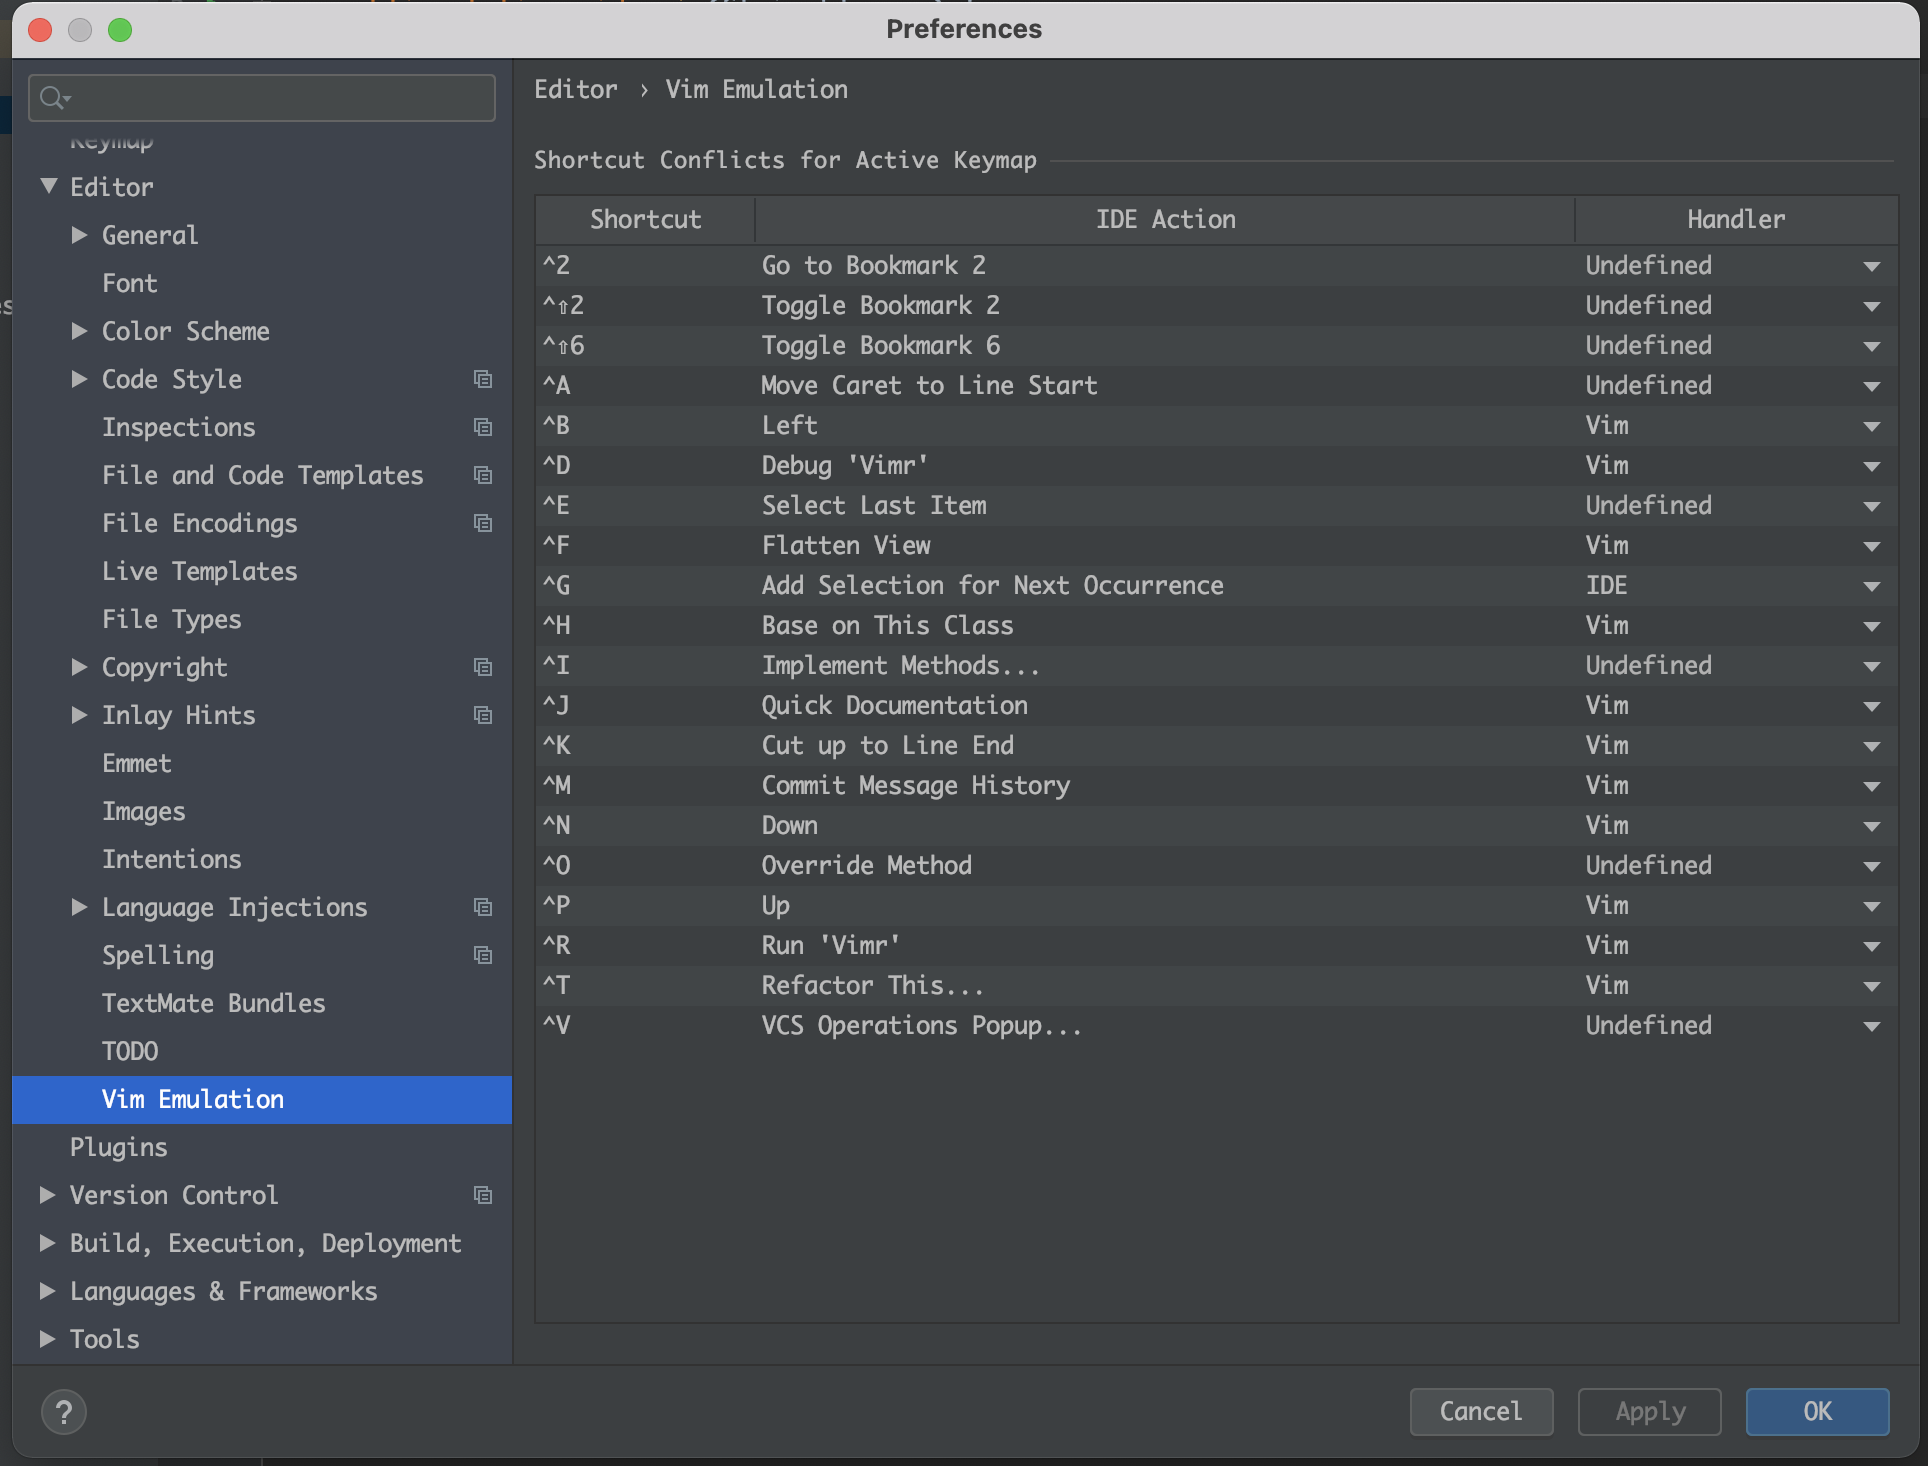 Preferences
Keymap
Editor
General
Font
Color Scheme
Code Style
Inspections
File and Code Templates
File Encodings
Live Templates
File Types
Copyright
Inlay Hints
Emmet
Images
Intentions
Language Injections
Spelling
TextMate Bundles
TODO
Vim Emulation
Plugins
Version Control
Build, Execution, Deployment
Languages & Frameworks
Tools
Editor › Vim Emulation
Shortcut Conflicts for Active Keymap
Shortcut IDE Action Handler
^2 Go to Bookmark 2 Undefined
^⇧2 Toggle Bookmark 2 Undefined
^⇧6 Toggle Bookmark 6 Undefined
^A Move Caret to Line Start Undefined
^B Left Vim
^D Debug 'Vimr' Vim
^E Select Last Item Undefined
^F Flatten View Vim
^G Add Selection for Next Occurrence IDE
^H Base on This Class Vim
^I Implement Methods... Undefined
^J Quick Documentation Vim
^K Cut up to Line End Vim
^M Commit Message History Vim
^N Down Vim
^O Override Method Undefined
^P Up Vim
^R Run 'Vimr' Vim
^T Refactor This... Vim
^V VCS Operations Popup... Undefined
? Cancel Apply OK